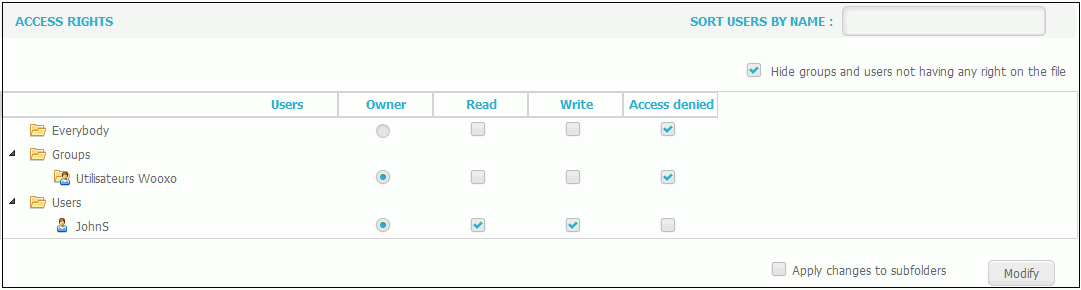 ACCESS RIGHTS SORT USERS BY NAME :
Hide groups and users not having any right on the file
Users Owner Read Write Access denied
Everybody
Groups
Utilisateurs Wooxo
Users
JohnS
Apply changes to subfolders Modify